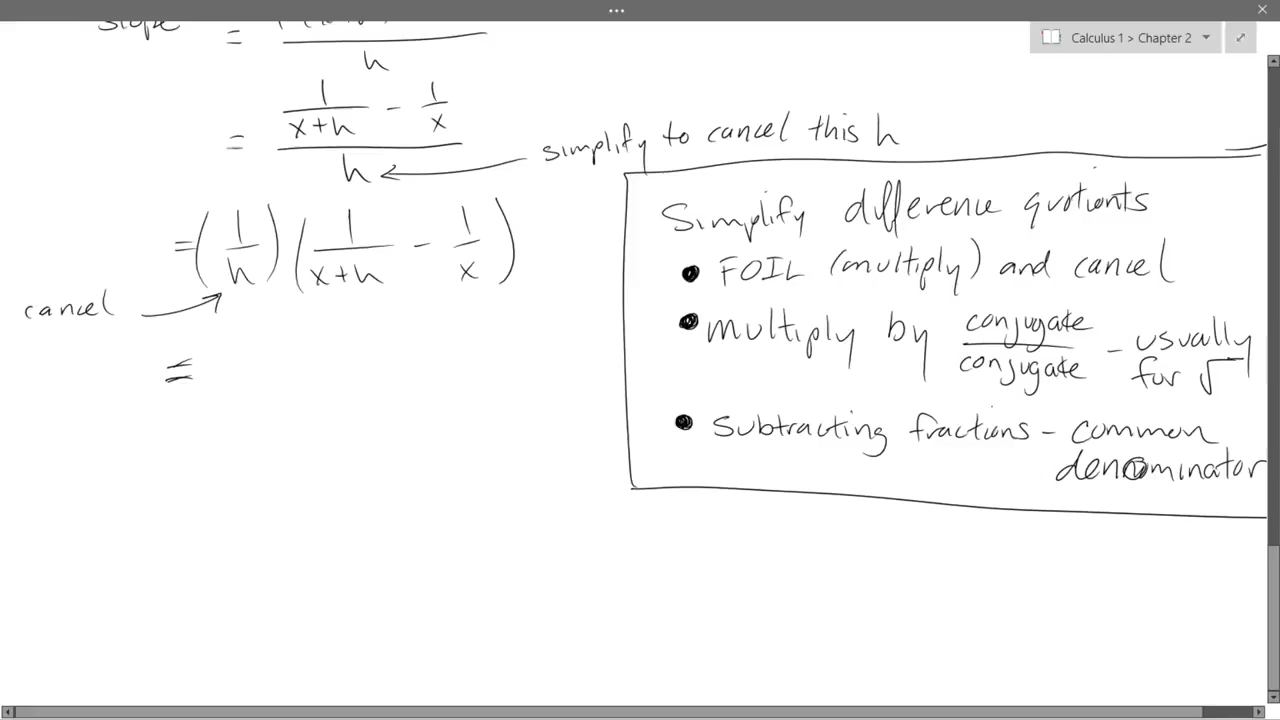 Calculus 1 > Chapter 2
slope =
h
= (1/(x+h) - 1/x)/h
simplify to cancel this h
= (1/h)(1/(x+h) - 1/x)
cancel
=
Simplify difference quotients
• FOIL (multiply) and cancel
• multiply by conjugate/conjugate - usually
for √
• Subtracting fractions - common
denominator